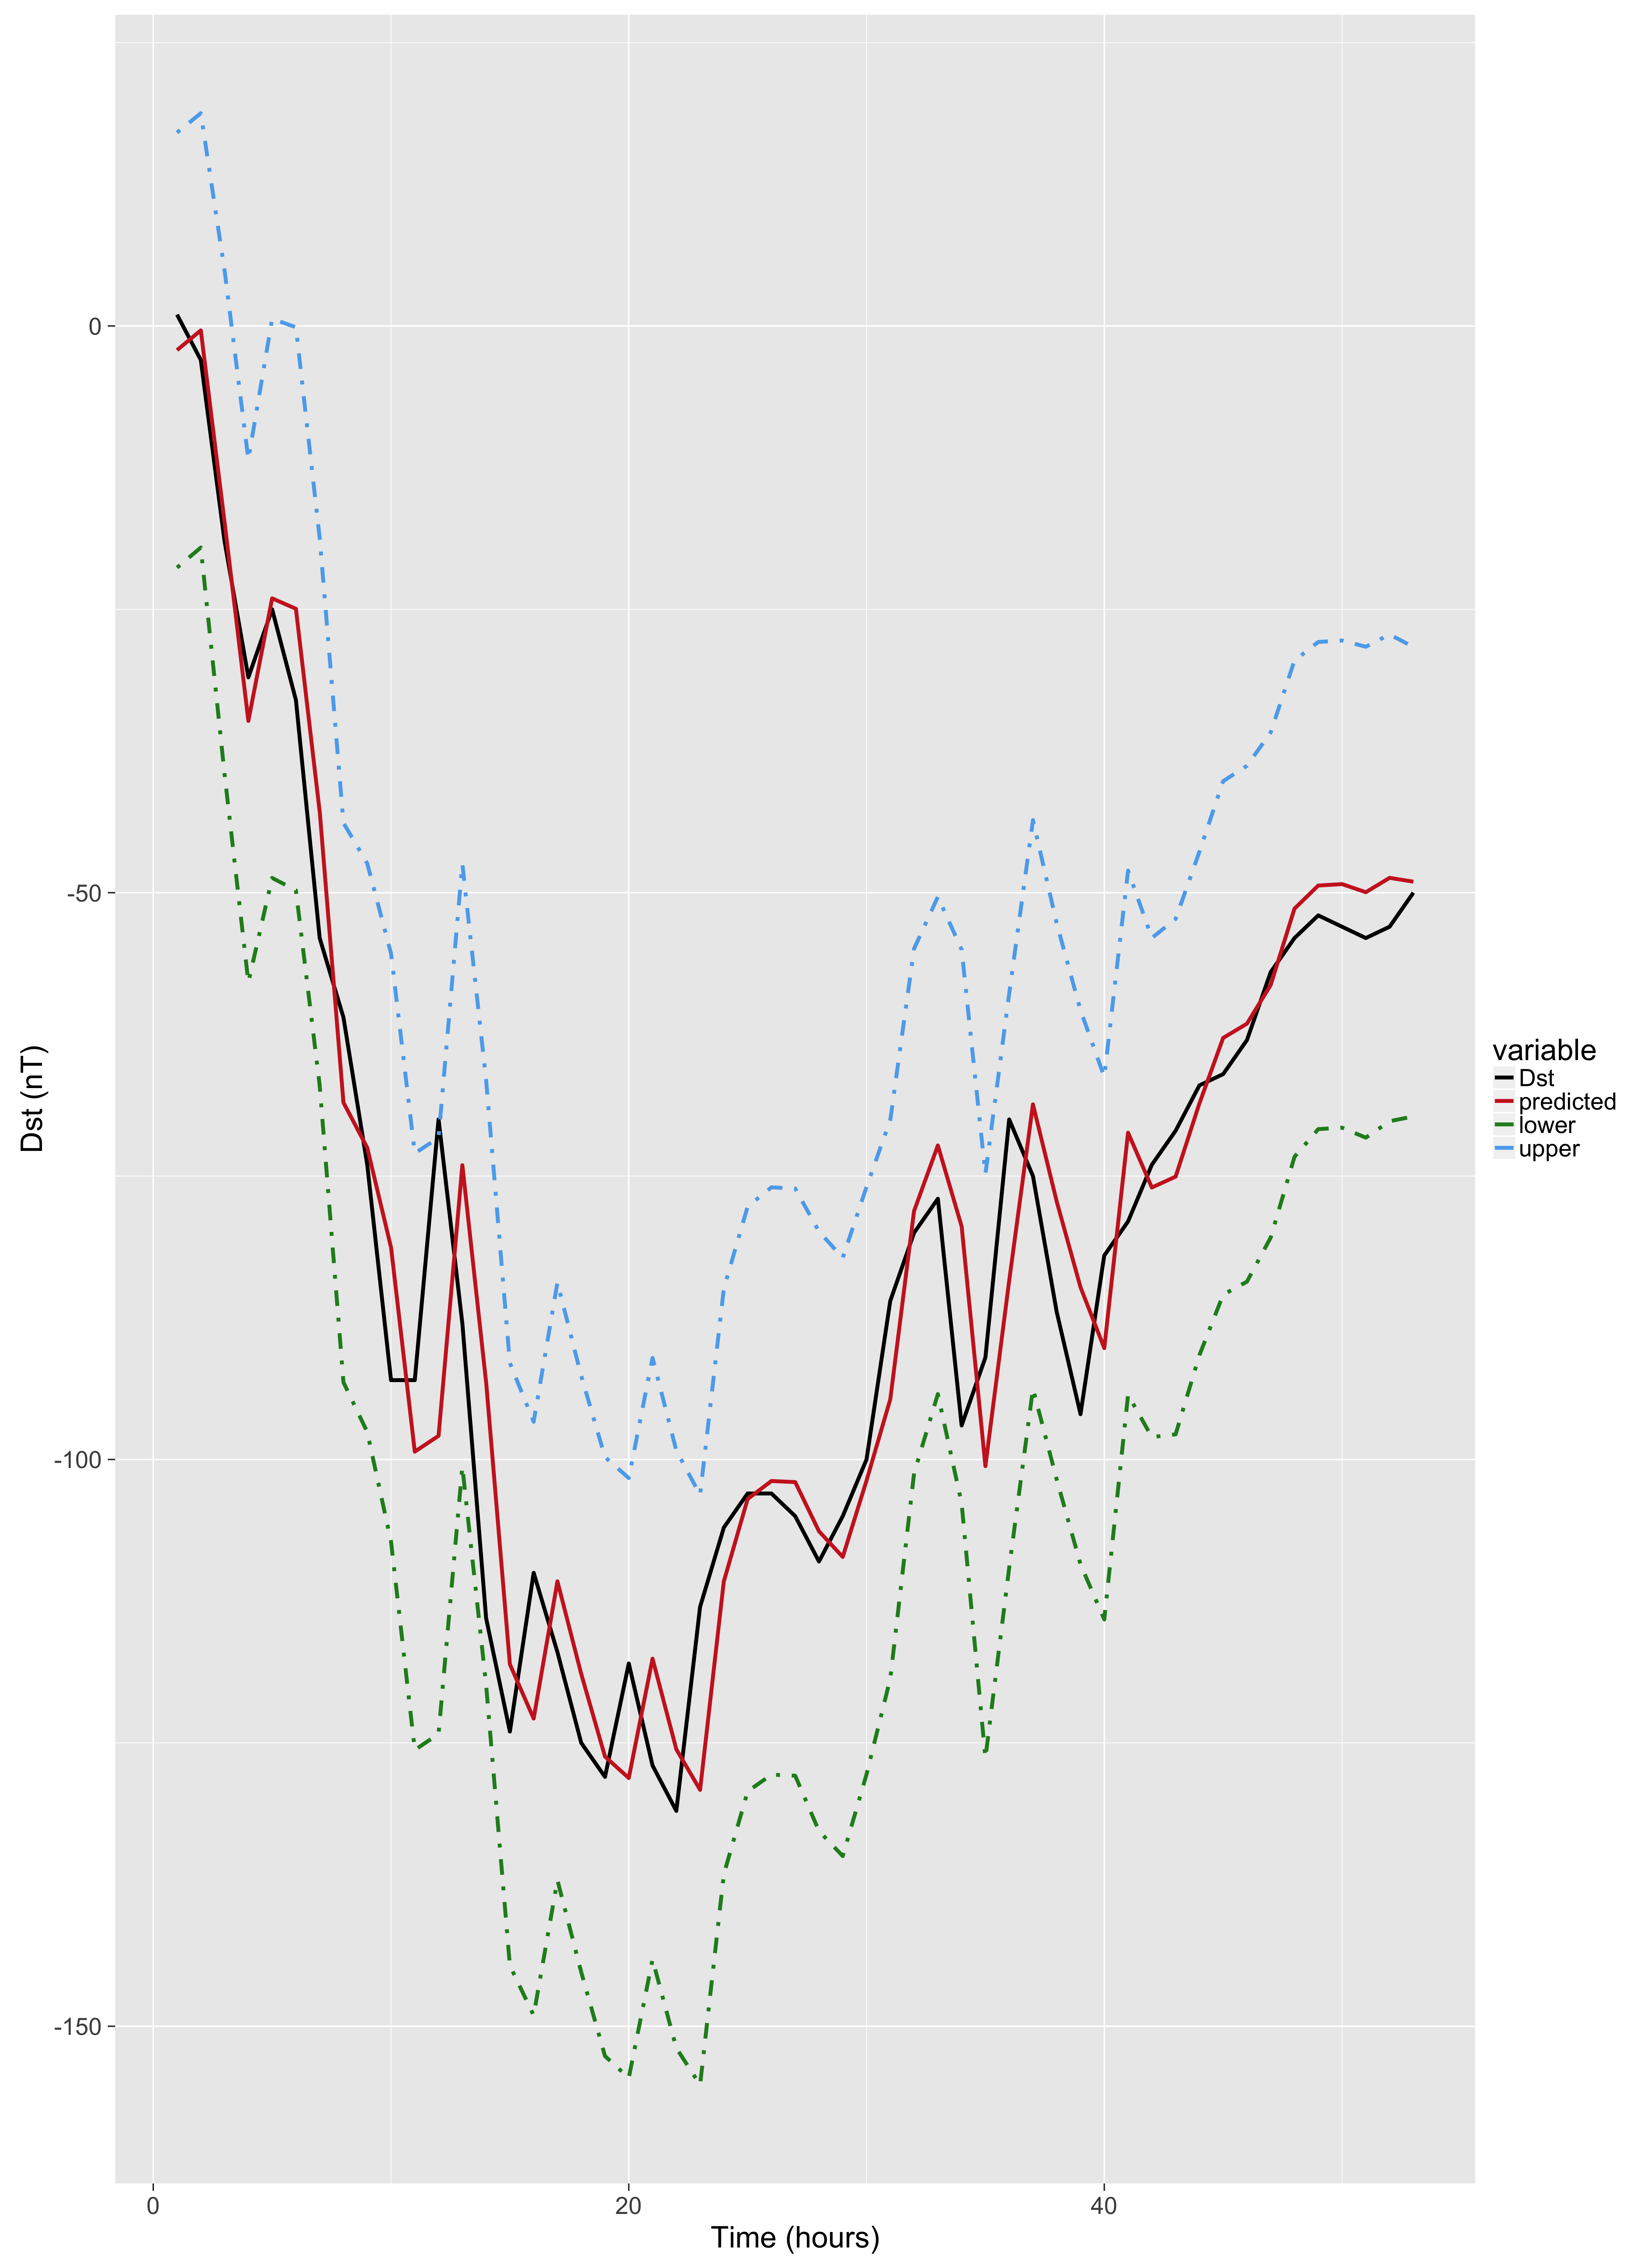 Dst (nT)
0
-50
-100
-150
0
20
40
Time (hours)
variable
Dst
predicted
lower
upper